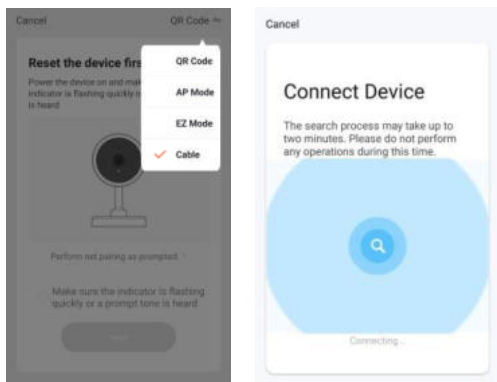 Cancel
QR Code
Reset the device firs
Power the device on and mak
indicator is flashing quickly
is heard
QR Code
AP Mode
EZ Mode
Cable
Perform net pairing as prompted.
Make sure the indicator is flashing
quickly or a prompt tone is heard
Cancel
Connect Device
The search process may take up to
two minutes. Please do not perform
any operations during this time.
Connecting...